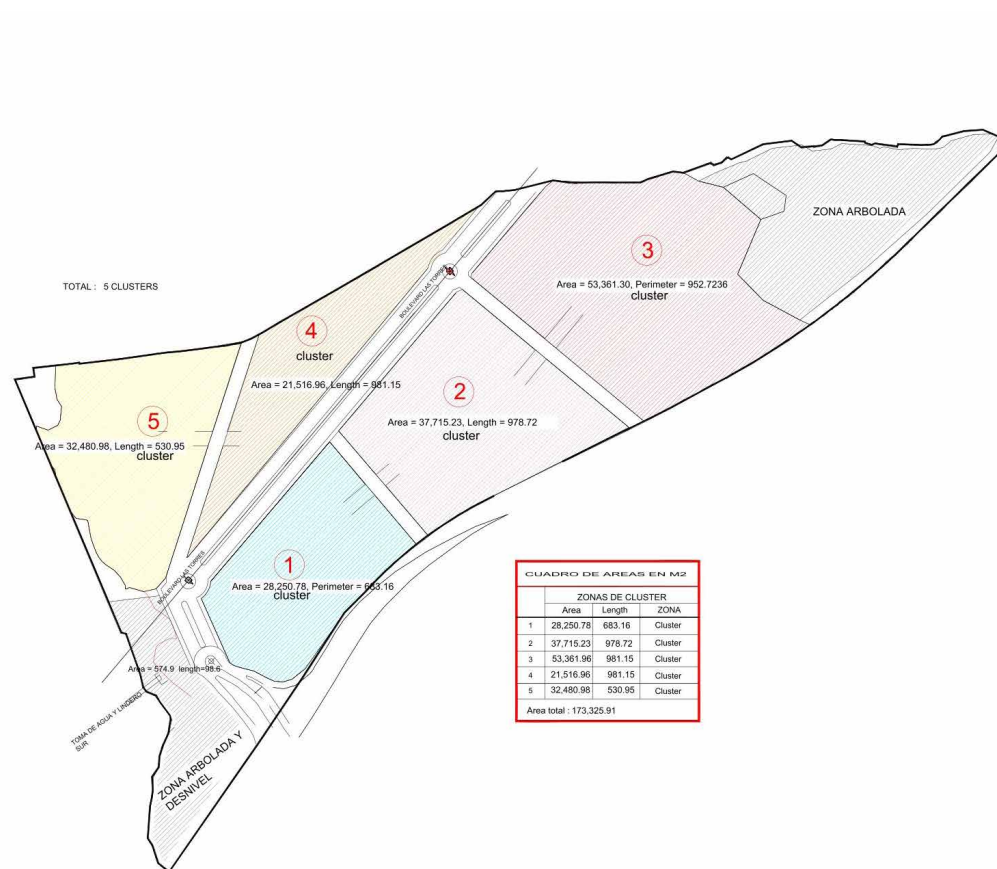 ZONA ARBOLADA
3
Area = 53,361.30, Perimeter = 952.7236
cluster
TOTAL : 5 CLUSTERS
BOULEVARD LAS TORRES
4
cluster
Area = 21,516.96, Length = 981.15
2
Area = 37,715.23, Length = 978.72
cluster
5
Area = 32,480.98, Length = 530.95
cluster
1
Area = 28,250.78, Perimeter = 683.16
cluster
BOULEVARD LAS TORRES
Area = 574.9 length=98.6
TOMA DE AGUA Y LINDERO
SUR
ZONA ARBOLADA Y
DESNIVEL
CUADRO DE AREAS EN M2
ZONAS DE CLUSTER
Area Length ZONA
1 28,250.78 683.16 Cluster
2 37,715.23 978.72 Cluster
3 53,361.96 981.15 Cluster
4 21,516.96 981.15 Cluster
5 32,480.98 530.95 Cluster
Area total : 173,325.91